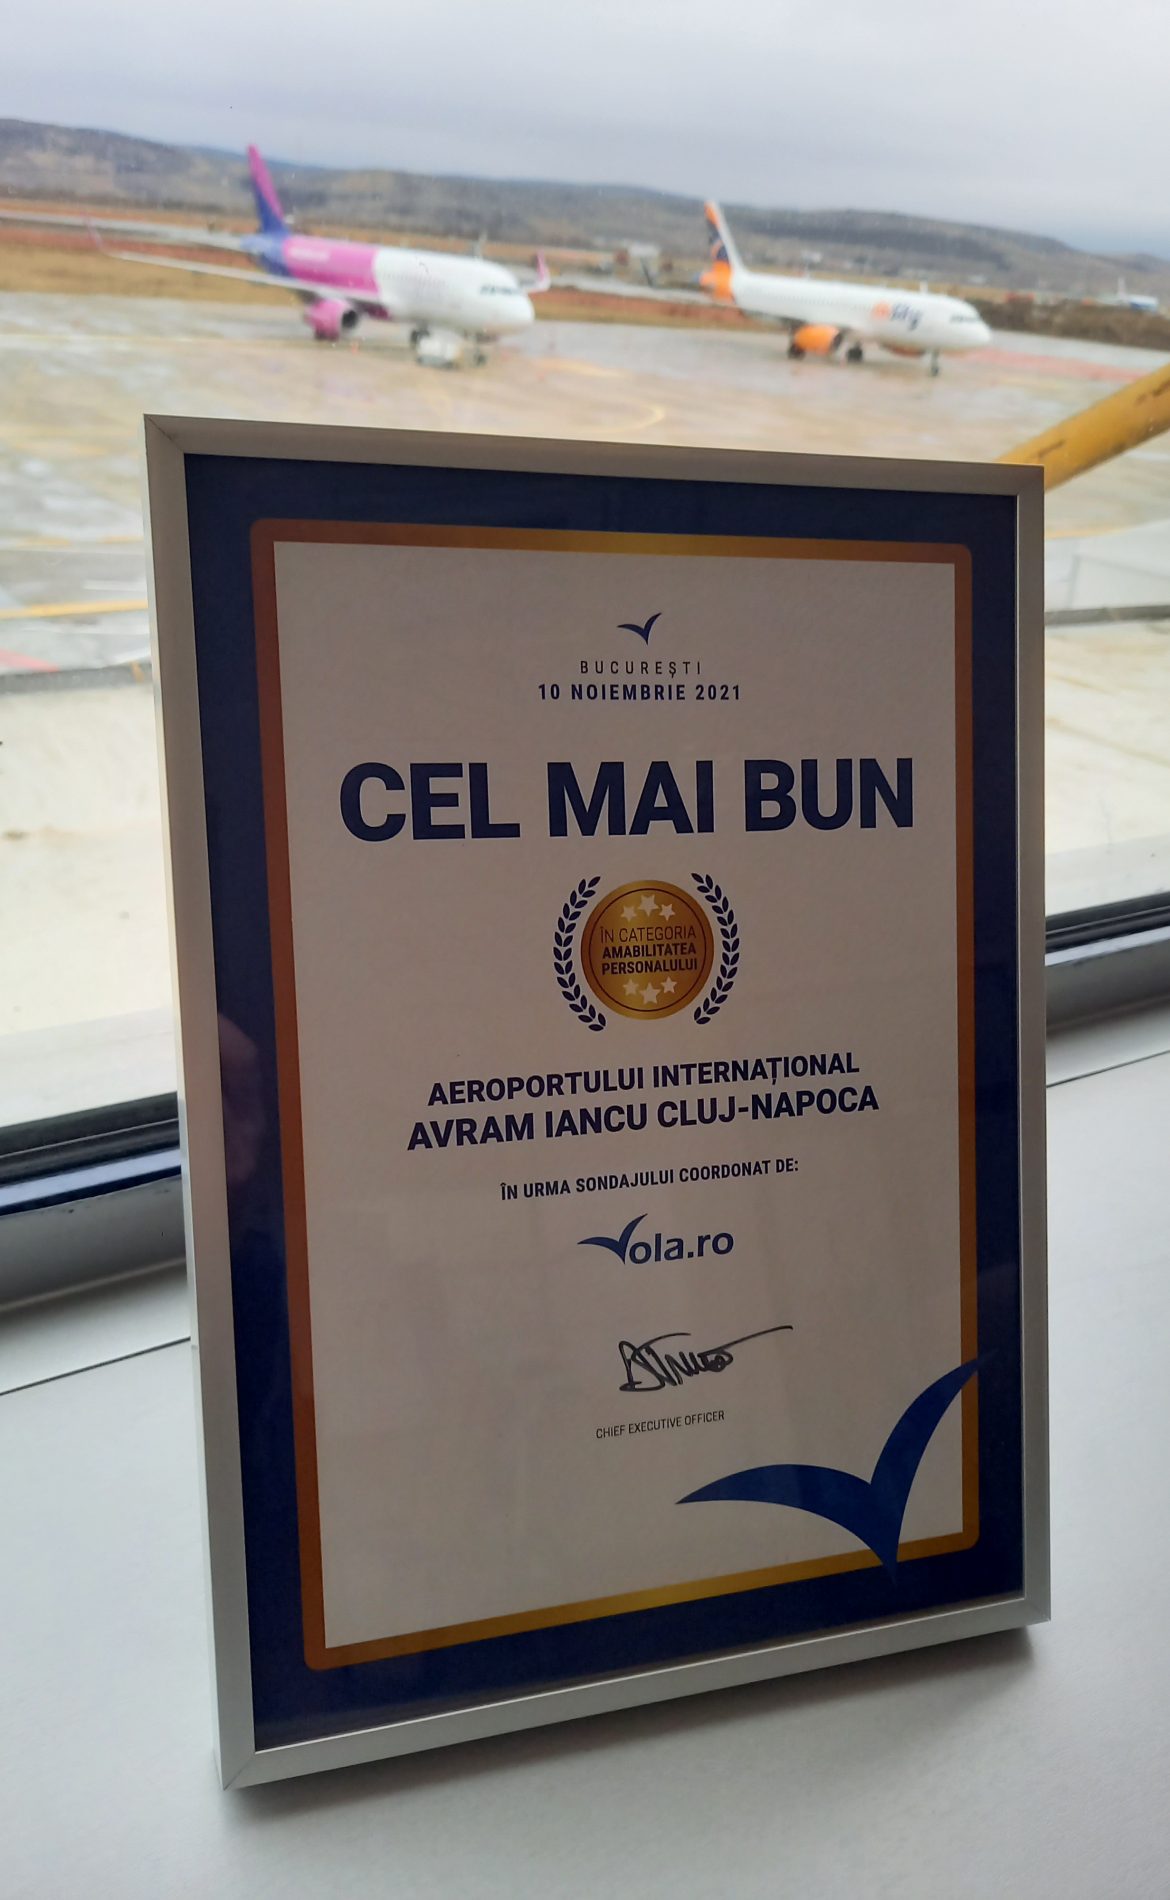 BUCUREȘTI
10 NOIEMBRIE 2021
CEL MAI BUN
ÎN CATEGORIA
AMABILITATEA
PERSONALULUI
AEROPORTULUI INTERNAȚIONAL
AVRAM IANCU CLUJ-NAPOCA
ÎN URMA SONDAJULUI COORDONAT DE:
Vola.ro
CHIEF EXECUTIVE OFFICER